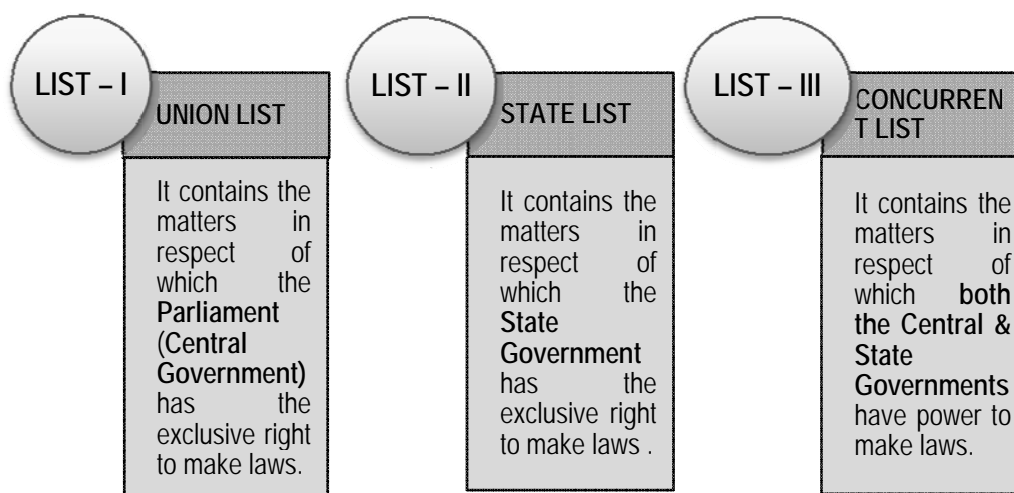 LIST – I
UNION LIST
It contains the
matters in
respect of
which the
Parliament
(Central
Government)
has the
exclusive right
to make laws.
LIST – II
STATE LIST
It contains the
matters in
respect of
which the
State
Government
has the
exclusive right
to make laws .
LIST – III
CONCURREN
T LIST
It contains the
matters in
respect of
which both
the Central &
State
Governments
have power to
make laws.